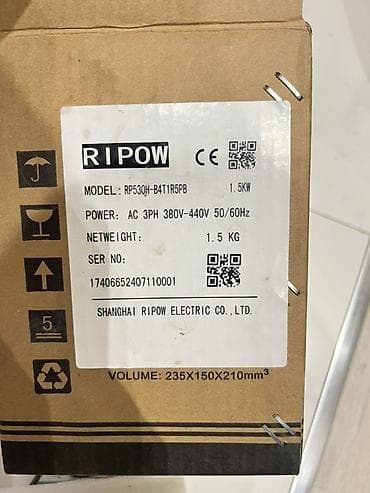 RIPOW CE
MODEL: RP530H-B4T1R5PB 1.5KW
POWER: AC 3PH 380V-440V 50/60Hz
NETWEIGHT: 1.5 KG
SER NO:
17406652407110001
SHANGHAI RIPOW ELECTRIC CO.,LTD.
5
VOLUME: 235X150X210mm³